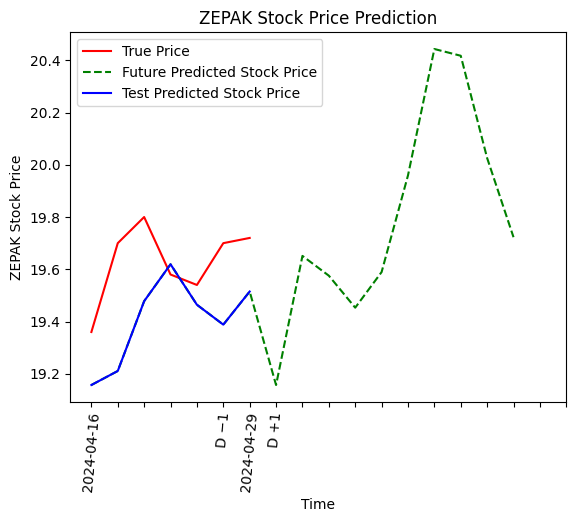 ZEPAK Stock Price Prediction
True Price
Future Predicted Stock Price
Test Predicted Stock Price
ZEPAK Stock Price
20.4
20.2
20.0
19.8
19.6
19.4
19.2
2024-04-16
D −1
2024-04-29
D +1
Time